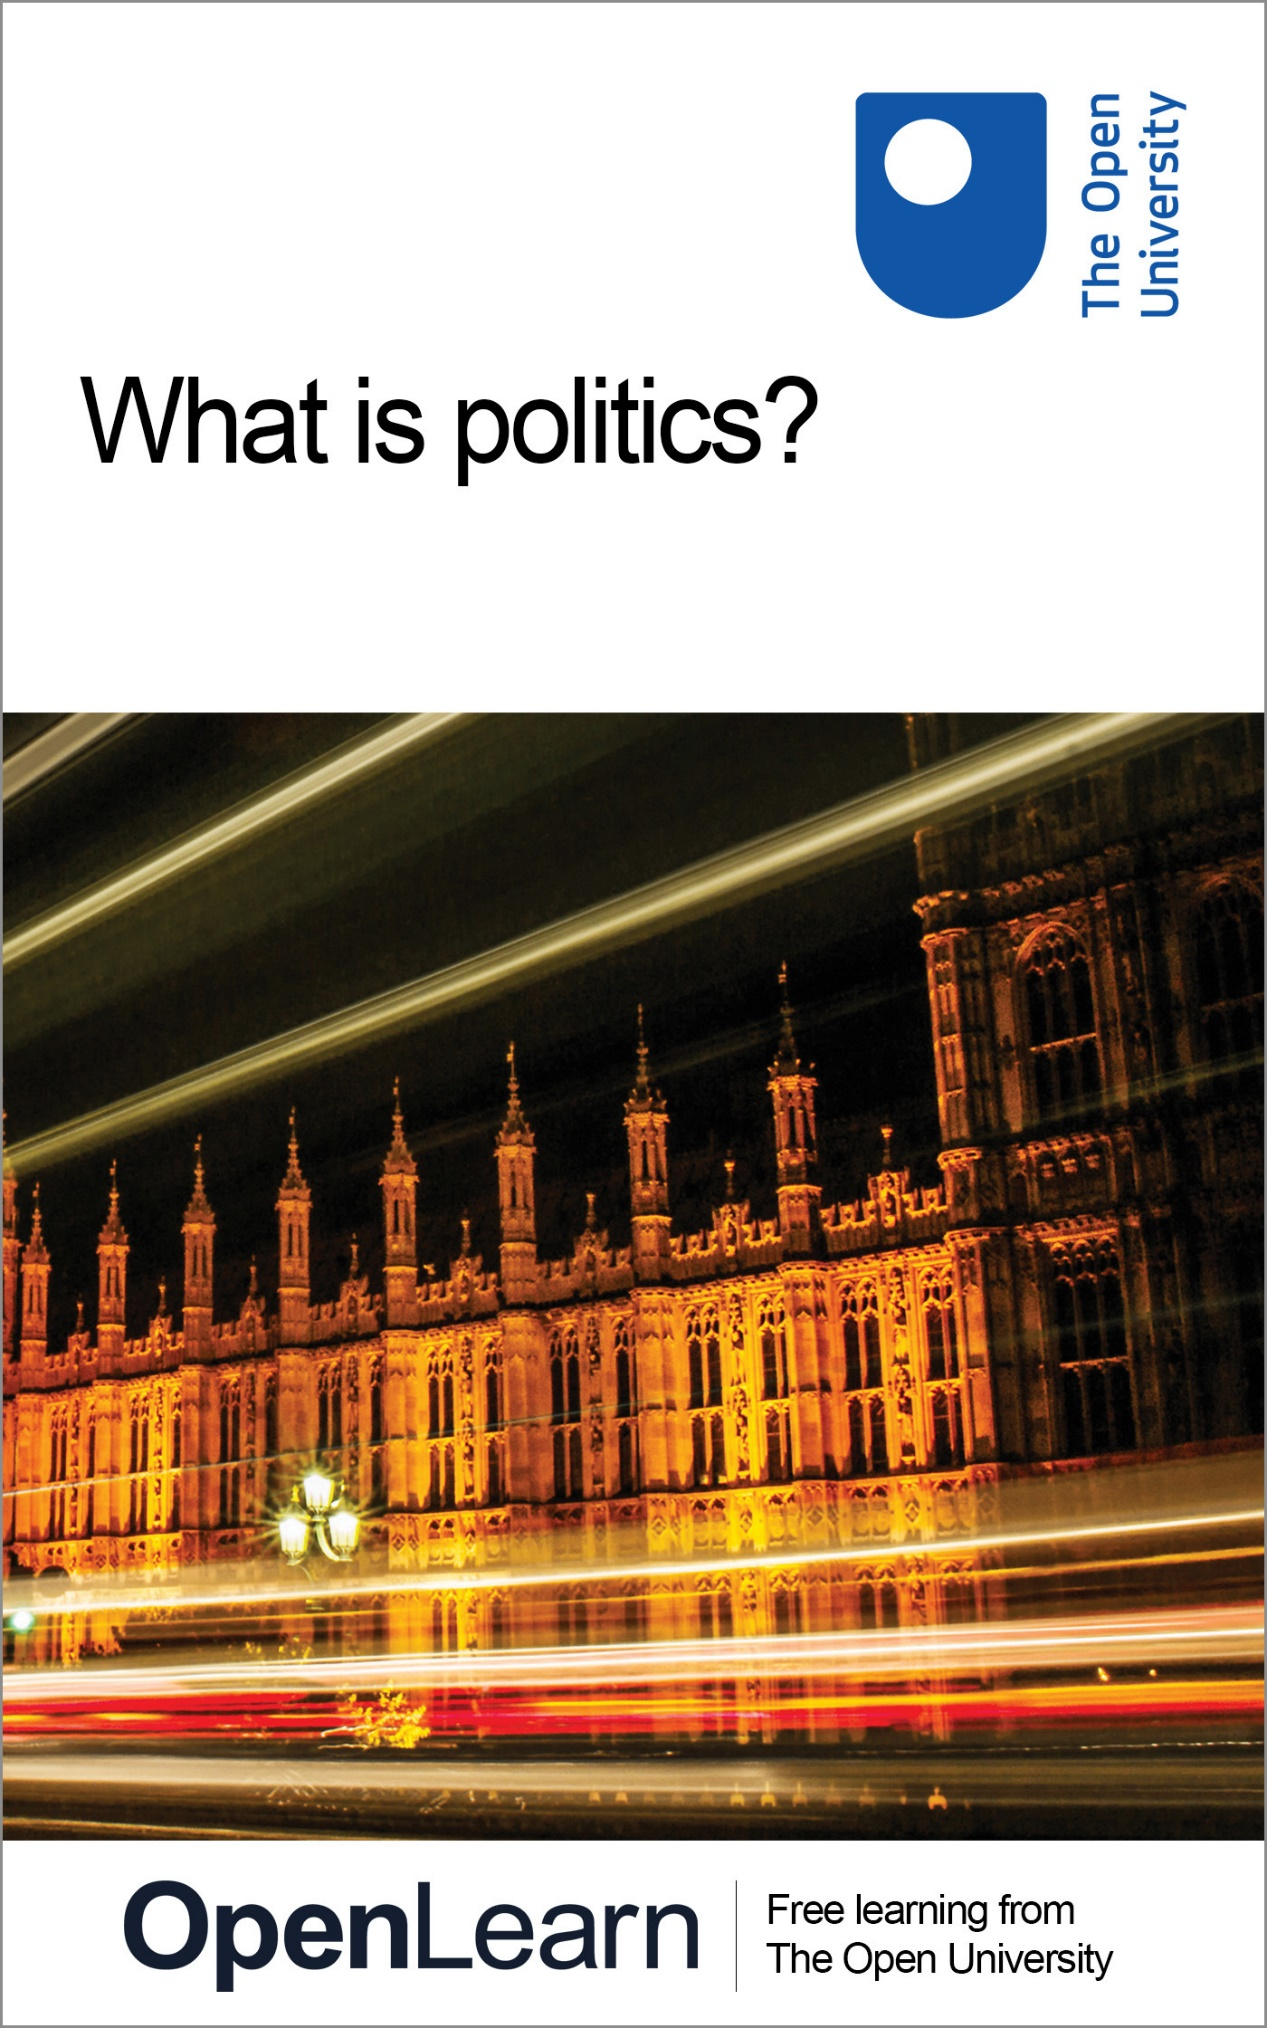 The Open
University
What is politics?
OpenLearn
Free learning from
The Open University